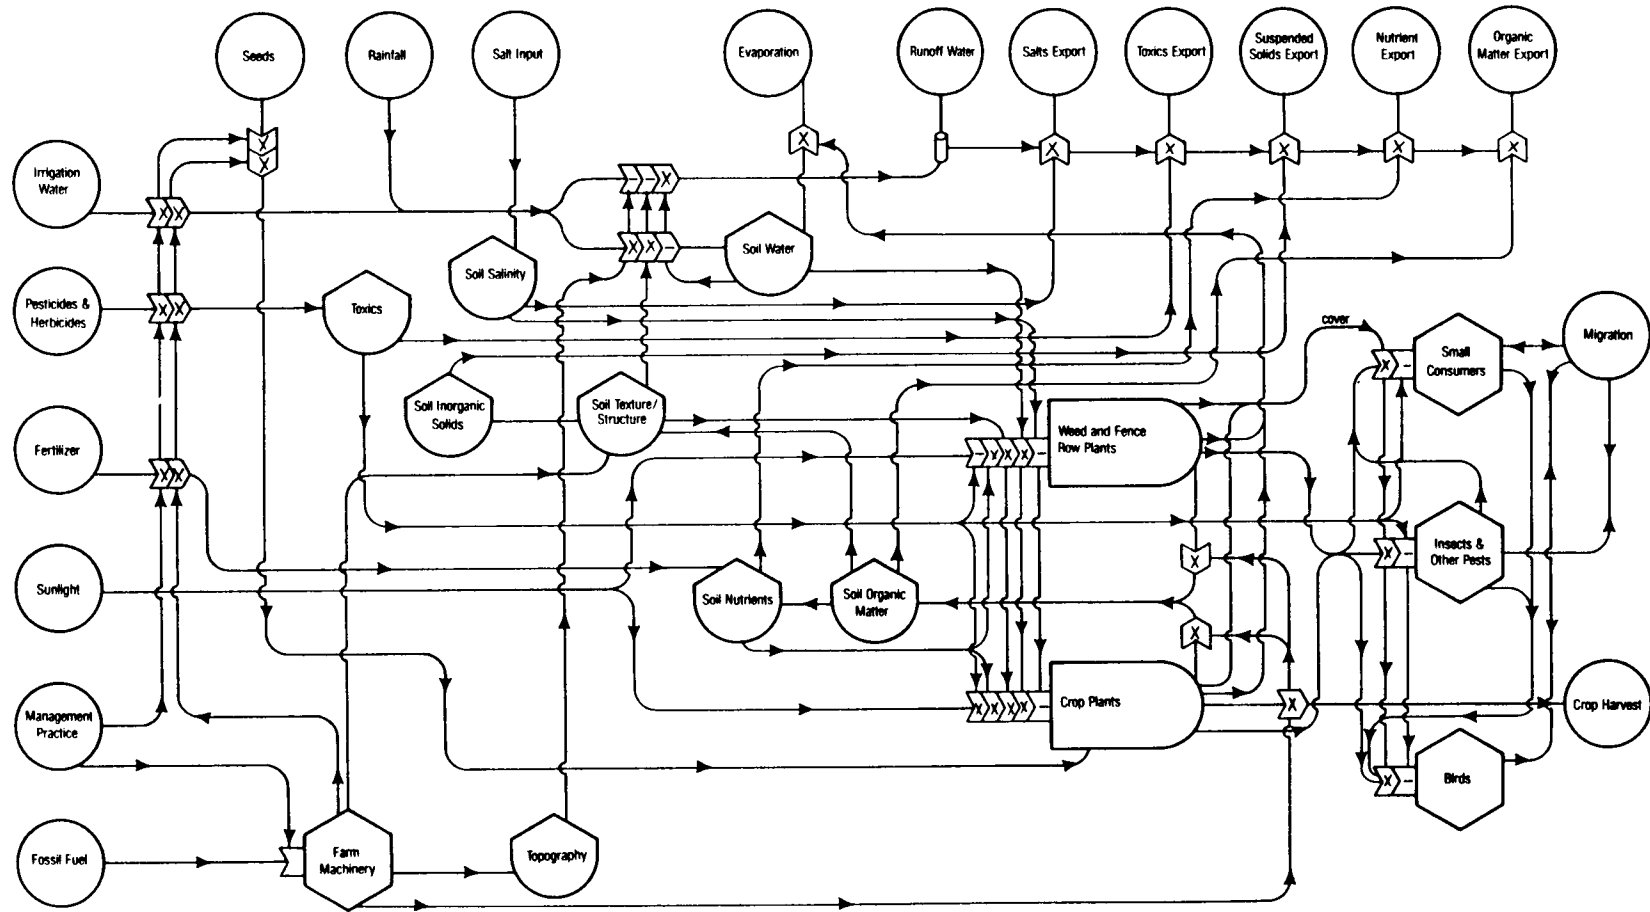 Seeds
Rainfall
Salt Input
Evaporation
Runoff Water
Salts Export
Toxics Export
Suspended
Solids Export
Nutrient
Export
Organic
Matter Export
Irrigation
Water
Soil Water
Soil Salinity
Pesticides &
Herbicides
Toxics
cover
Small
Consumers
Migration
Soil Inorganic
Solids
Soil Texture/
Structure
Weed and Fence
Row Plants
Fertilizer
Insects &
Other Pests
Sunlight
Soil Nutrients
Soil Organic
Matter
Management
Practice
Crop Plants
Crop Harvest
Birds
Fossil Fuel
Farm
Machinery
Topography